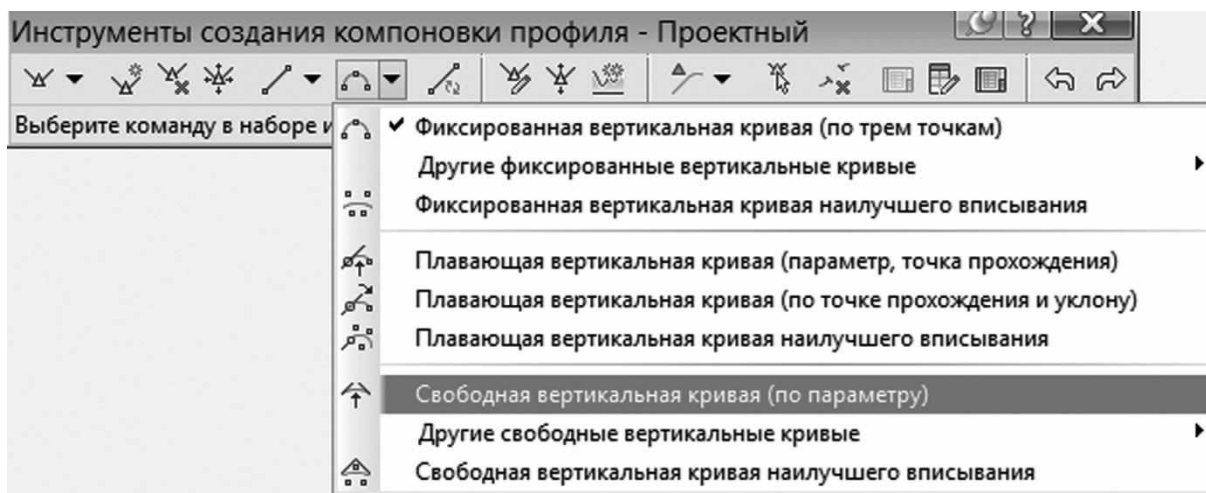 Инструменты создания компоновки профиля - Проектный
Выберите команду в наборе и
Фиксированная вертикальная кривая (по трем точкам)
Другие фиксированные вертикальные кривые
Фиксированная вертикальная кривая наилучшего вписывания
Плавающая вертикальная кривая (параметр, точка прохождения)
Плавающая вертикальная кривая (по точке прохождения и уклону)
Плавающая вертикальная кривая наилучшего вписывания
Свободная вертикальная кривая (по параметру)
Другие свободные вертикальные кривые
Свободная вертикальная кривая наилучшего вписывания